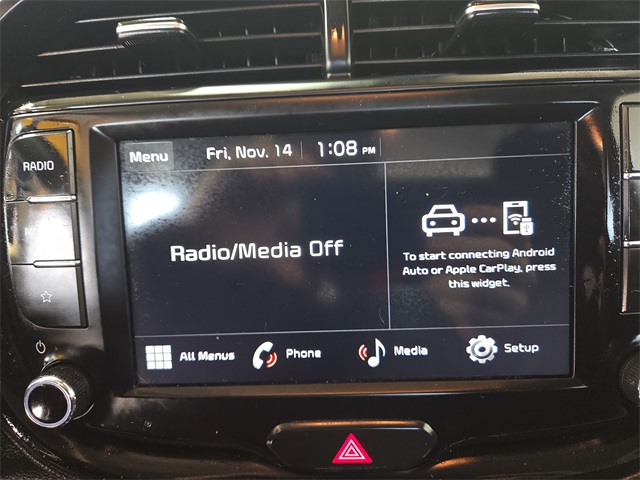 RADIO
Menu Fri, Nov. 14 1:08 PM
Radio/Media Off
To start connecting Android
Auto or Apple CarPlay, press
this widget.
All Menus Phone Media Setup